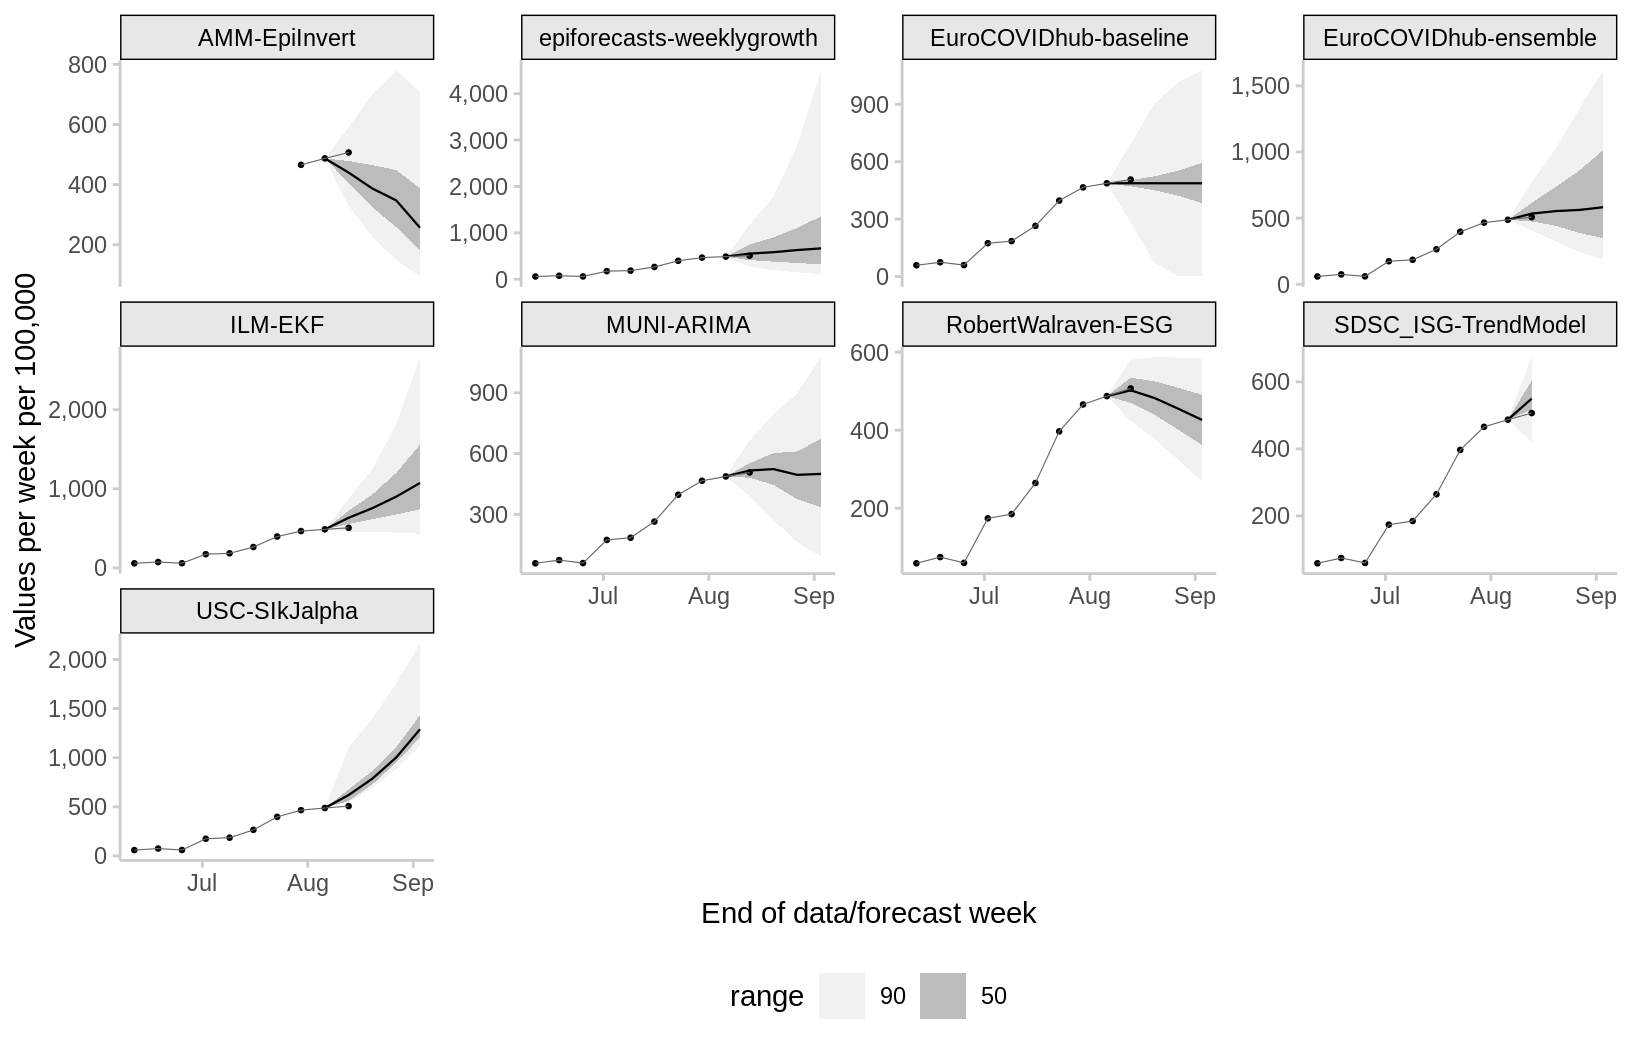 AMM-EpiInvert
epiforecasts-weeklygrowth
EuroCOVIDhub-baseline
EuroCOVIDhub-ensemble
800
600
400
200
4,000
3,000
2,000
1,000
0
900
600
300
0
1,500
1,000
500
0
Values per week per 100,000
ILM-EKF
MUNI-ARIMA
RobertWalraven-ESG
SDSC_ISG-TrendModel
2,000
1,000
0
900
600
300
600
400
200
600
400
200
Jul Aug Sep
Jul Aug Sep
Jul Aug Sep
USC-SIkJalpha
2,000
1,500
1,000
500
0
Jul Aug Sep
End of data/forecast week
range 90 50